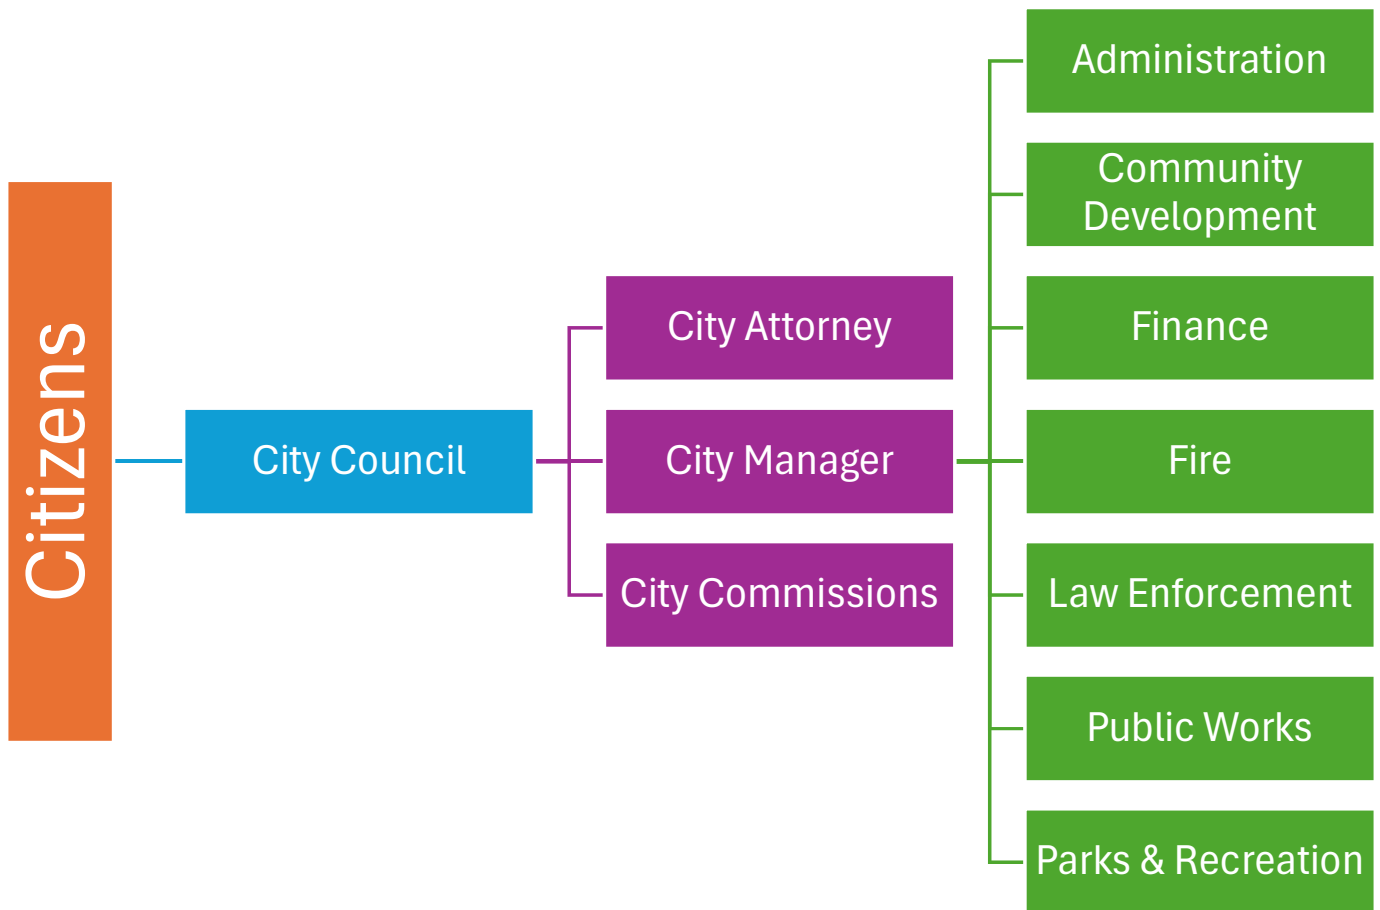 Citizens
City Council
City Attorney
City Manager
City Commissions
Administration
Community
Development
Finance
Fire
Law Enforcement
Public Works
Parks & Recreation